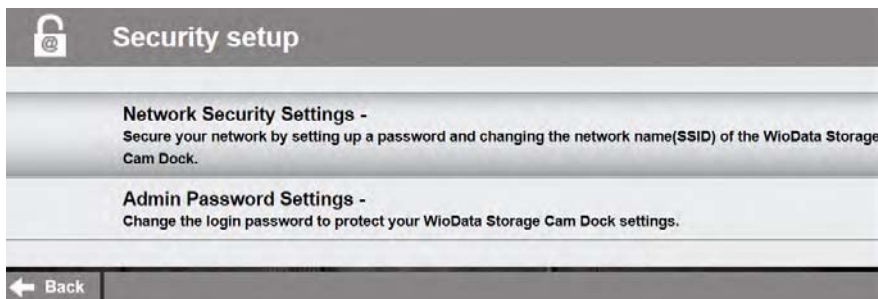 @
Security setup
Network Security Settings -
Secure your network by setting up a password and changing the network name(SSID) of the WioData Storage
Cam Dock.
Admin Password Settings -
Change the login password to protect your WioData Storage Cam Dock settings.
Back